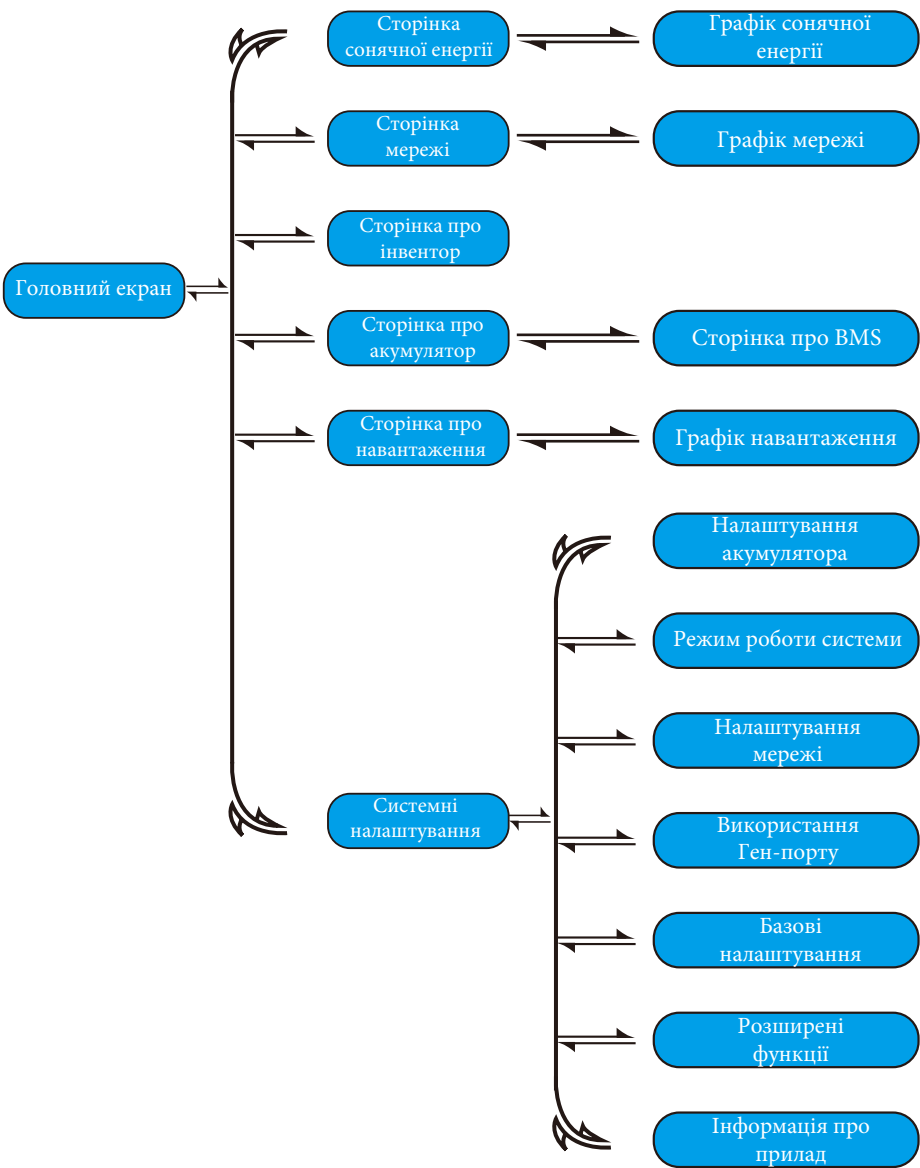 Сторінка
сонячної енергії
Графік сонячної
енергії
Сторінка
мережі
Графік мережі
Сторінка про
інвентор
Головний екран
Сторінка про
акумулятор
Сторінка про BMS
Сторінка про
навантаження
Графік навантаження
Налаштування
акумулятора
Режим роботи системи
Налаштування
мережі
Системні
налаштування
Використання
Ген-порту
Базові
налаштування
Розширені
функції
Інформація про
прилад